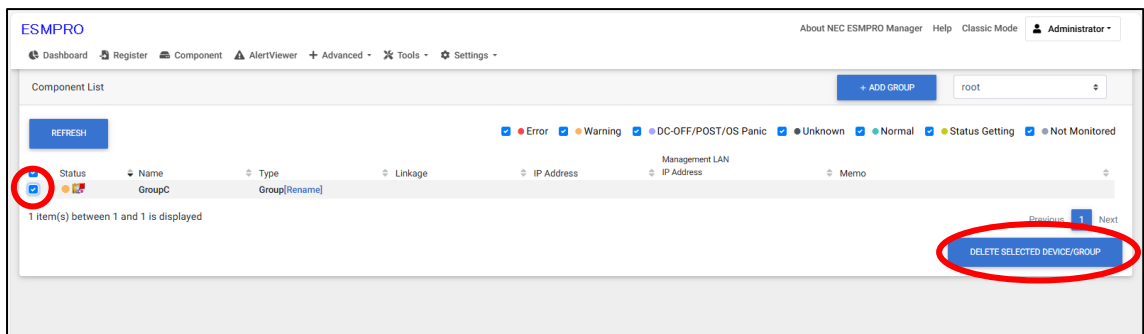 ESMPRO
About NEC ESMPRO Manager Help Classic Mode Administrator
Dashboard Register Component AlertViewer + Advanced Tools Settings
Component List
+ ADD GROUP
root
REFRESH
Error Warning DC-OFF/POST/OS Panic Unknown Normal Status Getting Not Monitored
Status Name Type Linkage IP Address Management LAN IP Address Memo
GroupC Group[Rename]
1 item(s) between 1 and 1 is displayed
Previous 1 Next
DELETE SELECTED DEVICE/GROUP